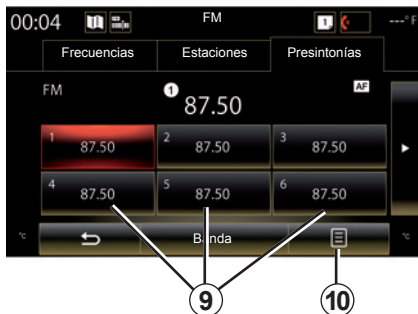 00:04 FM 1 ---°F
Frecuencias Estaciones Presintonías
FM 1 87.50 AF
1 87.50 2 87.50 3 87.50
4 87.50 5 87.50 6 87.50
°C Banda °C
9 10